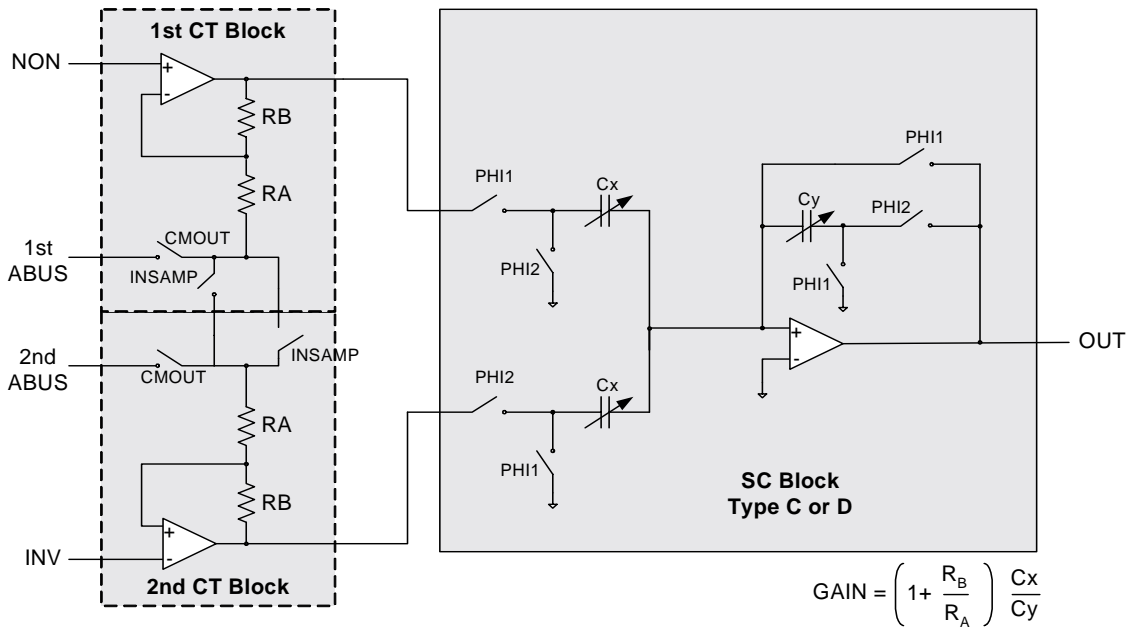 1st CT Block
NON
+
-
RB
RA
CMOUT
1st
ABUS
INSAMP
2nd
ABUS
CMOUT
INSAMP
RA
RB
+
-
INV
2nd CT Block
PHI1
Cx
PHI2
PHI2
Cx
PHI1
PHI1
Cy
PHI2
PHI1
+
-
OUT
SC Block
Type C or D
GAIN = ( 1+ R_B / R_A ) Cx / Cy